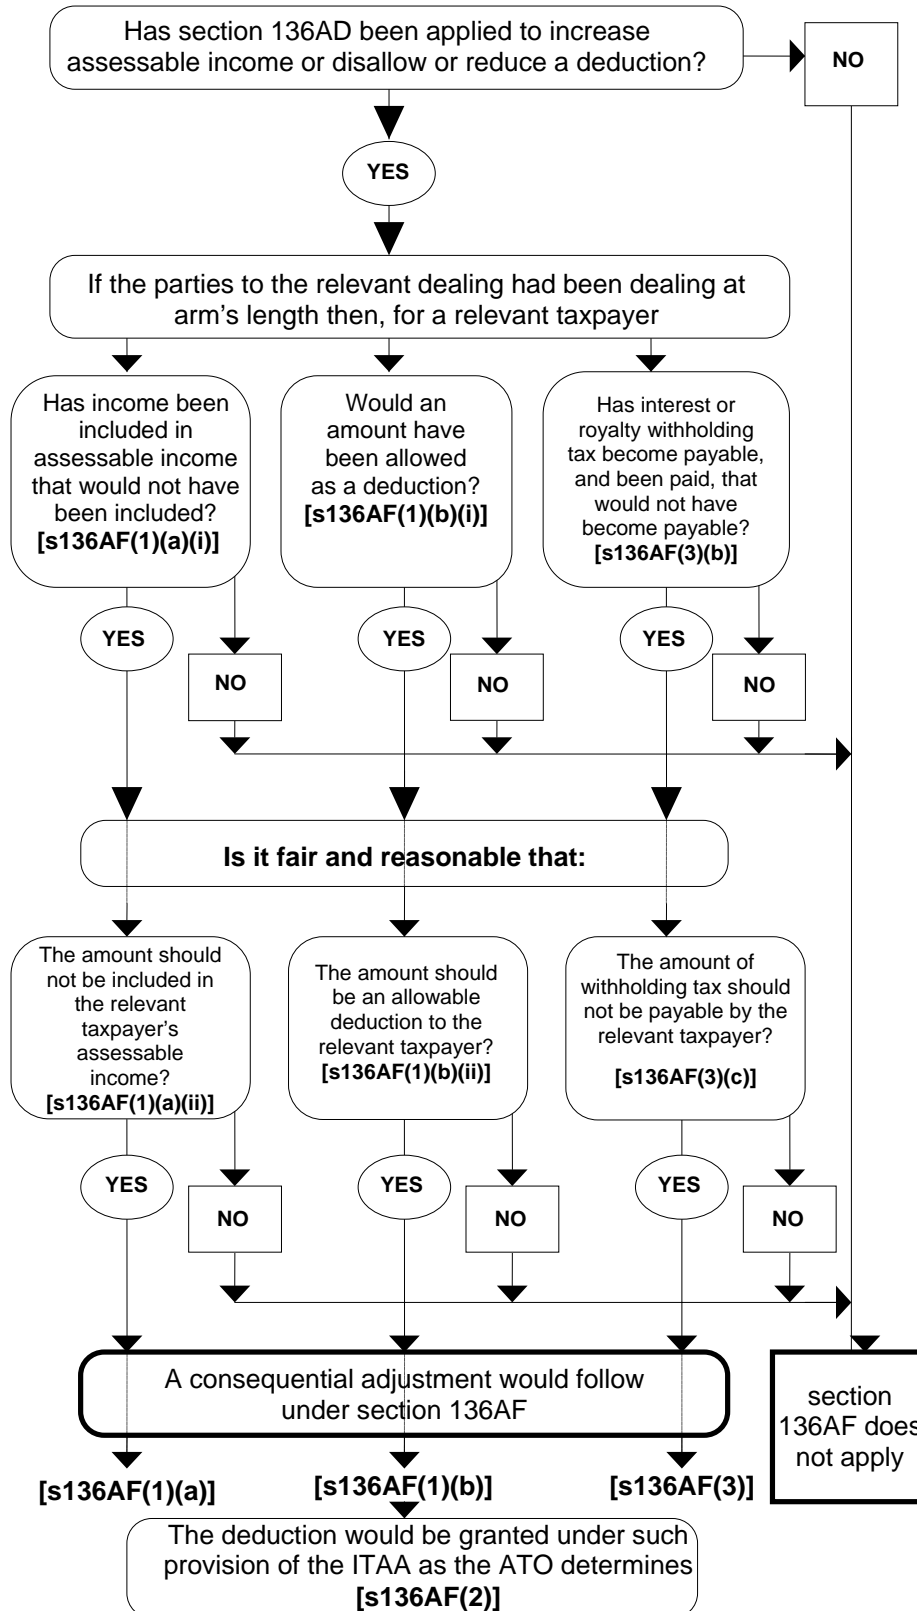 Has section 136AD been applied to increase
assessable income or disallow or reduce a deduction?
NO
YES
If the parties to the relevant dealing had been dealing at
arm's length then, for a relevant taxpayer
Has income been
included in
assessable income
that would not have
been included?
[s136AF(1)(a)(i)]
Would an
amount have
been allowed
as a deduction?
[s136AF(1)(b)(i)]
Has interest or
royalty withholding
tax become payable,
and been paid, that
would not have
become payable?
[s136AF(3)(b)]
YES
NO
YES
NO
YES
NO
Is it fair and reasonable that:
The amount should
not be included in
the relevant
taxpayer's
assessable
income?
[s136AF(1)(a)(ii)]
The amount should
be an allowable
deduction to the
relevant taxpayer?
[s136AF(1)(b)(ii)]
The amount of
withholding tax should
not be payable by the
relevant taxpayer?
[s136AF(3)(c)]
YES
NO
YES
NO
YES
NO
A consequential adjustment would follow
under section 136AF
section
136AF does
not apply
[s136AF(1)(a)]
[s136AF(1)(b)]
[s136AF(3)]
The deduction would be granted under such
provision of the ITAA as the ATO determines
[s136AF(2)]